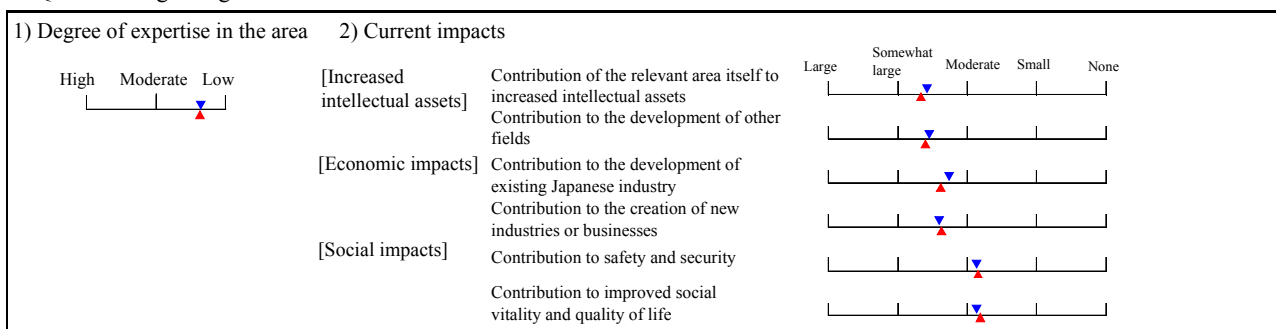 1) Degree of expertise in the area 2) Current impacts
High Moderate Low
Large Somewhat large Moderate Small None
[Increased intellectual assets]
Contribution of the relevant area itself to
increased intellectual assets
Contribution to the development of other
fields
[Economic impacts] Contribution to the development of
existing Japanese industry
Contribution to the creation of new
industries or businesses
[Social impacts]
Contribution to safety and security
Contribution to improved social
vitality and quality of life